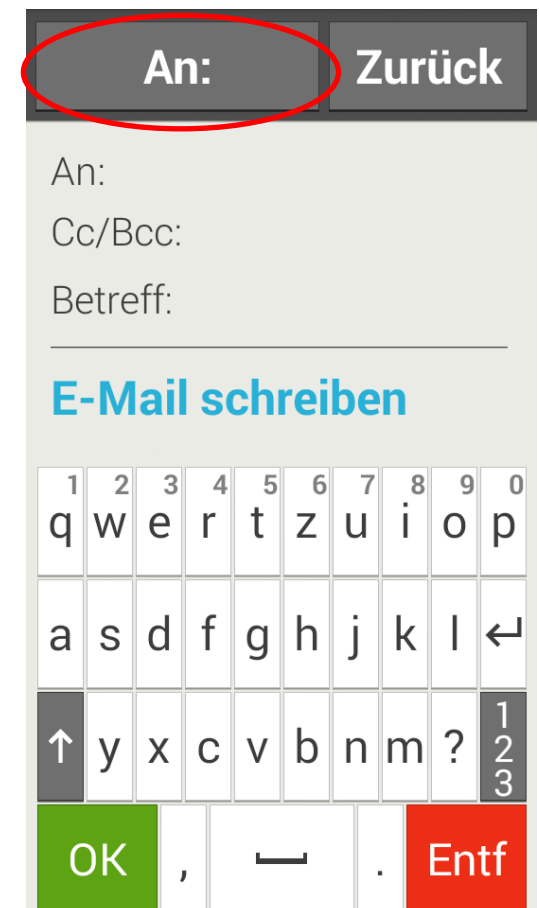 An: Zurück
An:
Cc/Bcc:
Betreff:
E-Mail schreiben
1 2 3 4 5 6 7 8 9 0
q w e r t z u i o p
a s d f g h j k l ↵
↑ y x c v b n m ? 1 2 3
OK , ⎵ . Entf